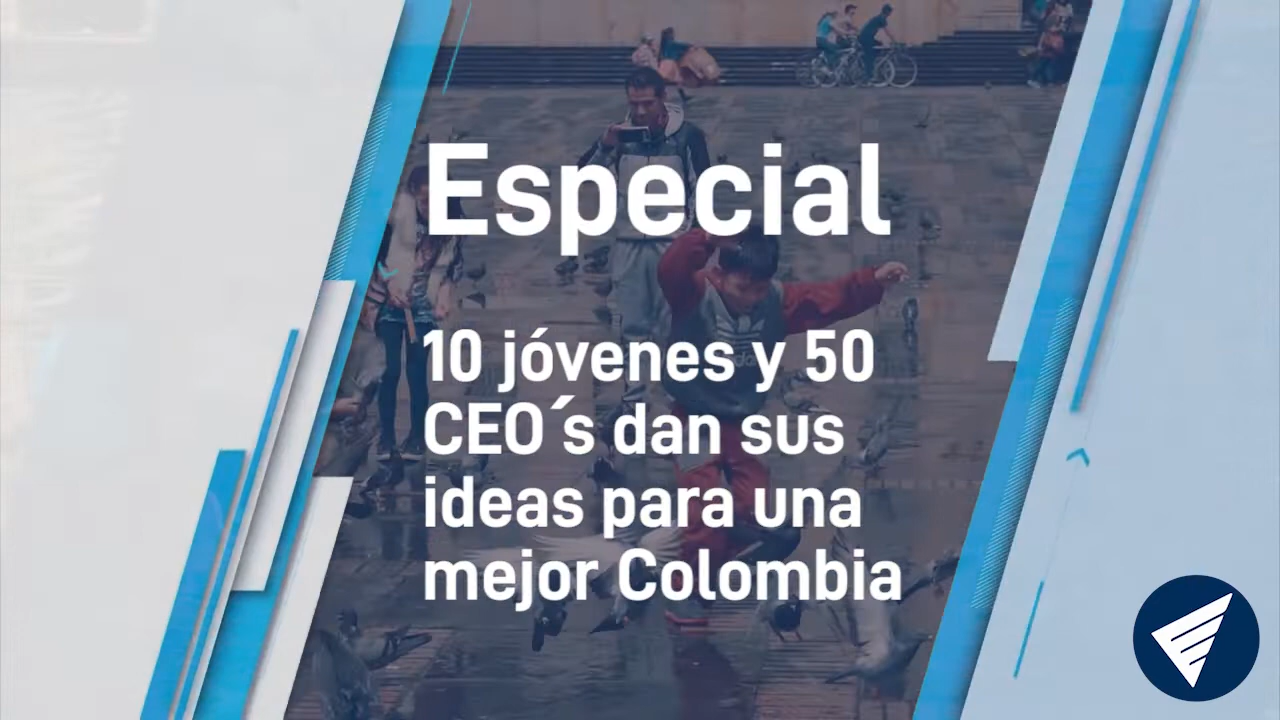 Especial
10 jóvenes y 50
CEO´s dan sus
ideas para una
mejor Colombia